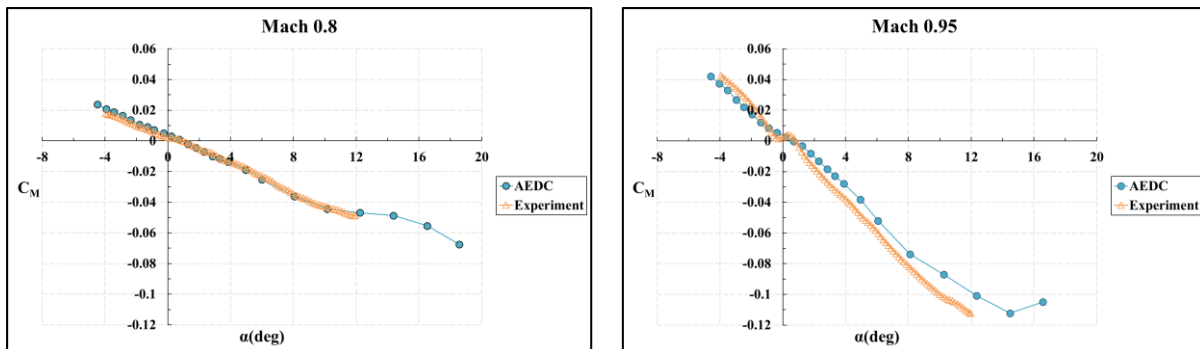 Mach 0.8
0.06
0.04
0.02
0
-0.02
-0.04
-0.06
-0.08
-0.1
-0.12
-8 -4 0 4 8 12 16 20
C_M
α(deg)
AEDC
Experiment
Mach 0.95
0.06
0.04
0.02
0
-0.02
-0.04
-0.06
-0.08
-0.1
-0.12
-8 -4 0 4 8 12 16 20
C_M
α(deg)
AEDC
Experiment